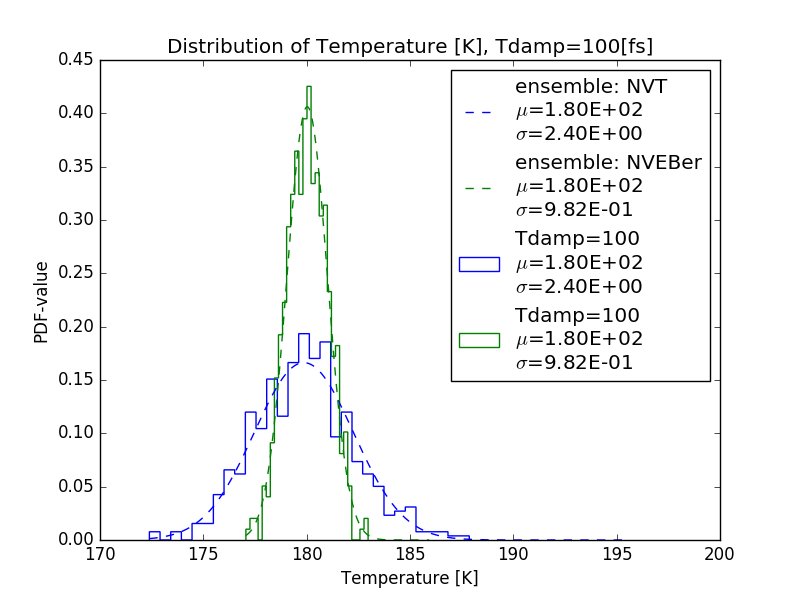 Distribution of Temperature [K], Tdamp=100[fs]
0.45
0.40
0.35
0.30
0.25
0.20
0.15
0.10
0.05
0.00
PDF-value
ensemble: NVT
μ=1.80E+02
σ=2.40E+00
ensemble: NVEBer
μ=1.80E+02
σ=9.82E-01
Tdamp=100
μ=1.80E+02
σ=2.40E+00
Tdamp=100
μ=1.80E+02
σ=9.82E-01
170 175 180 185 190 195 200
Temperature [K]